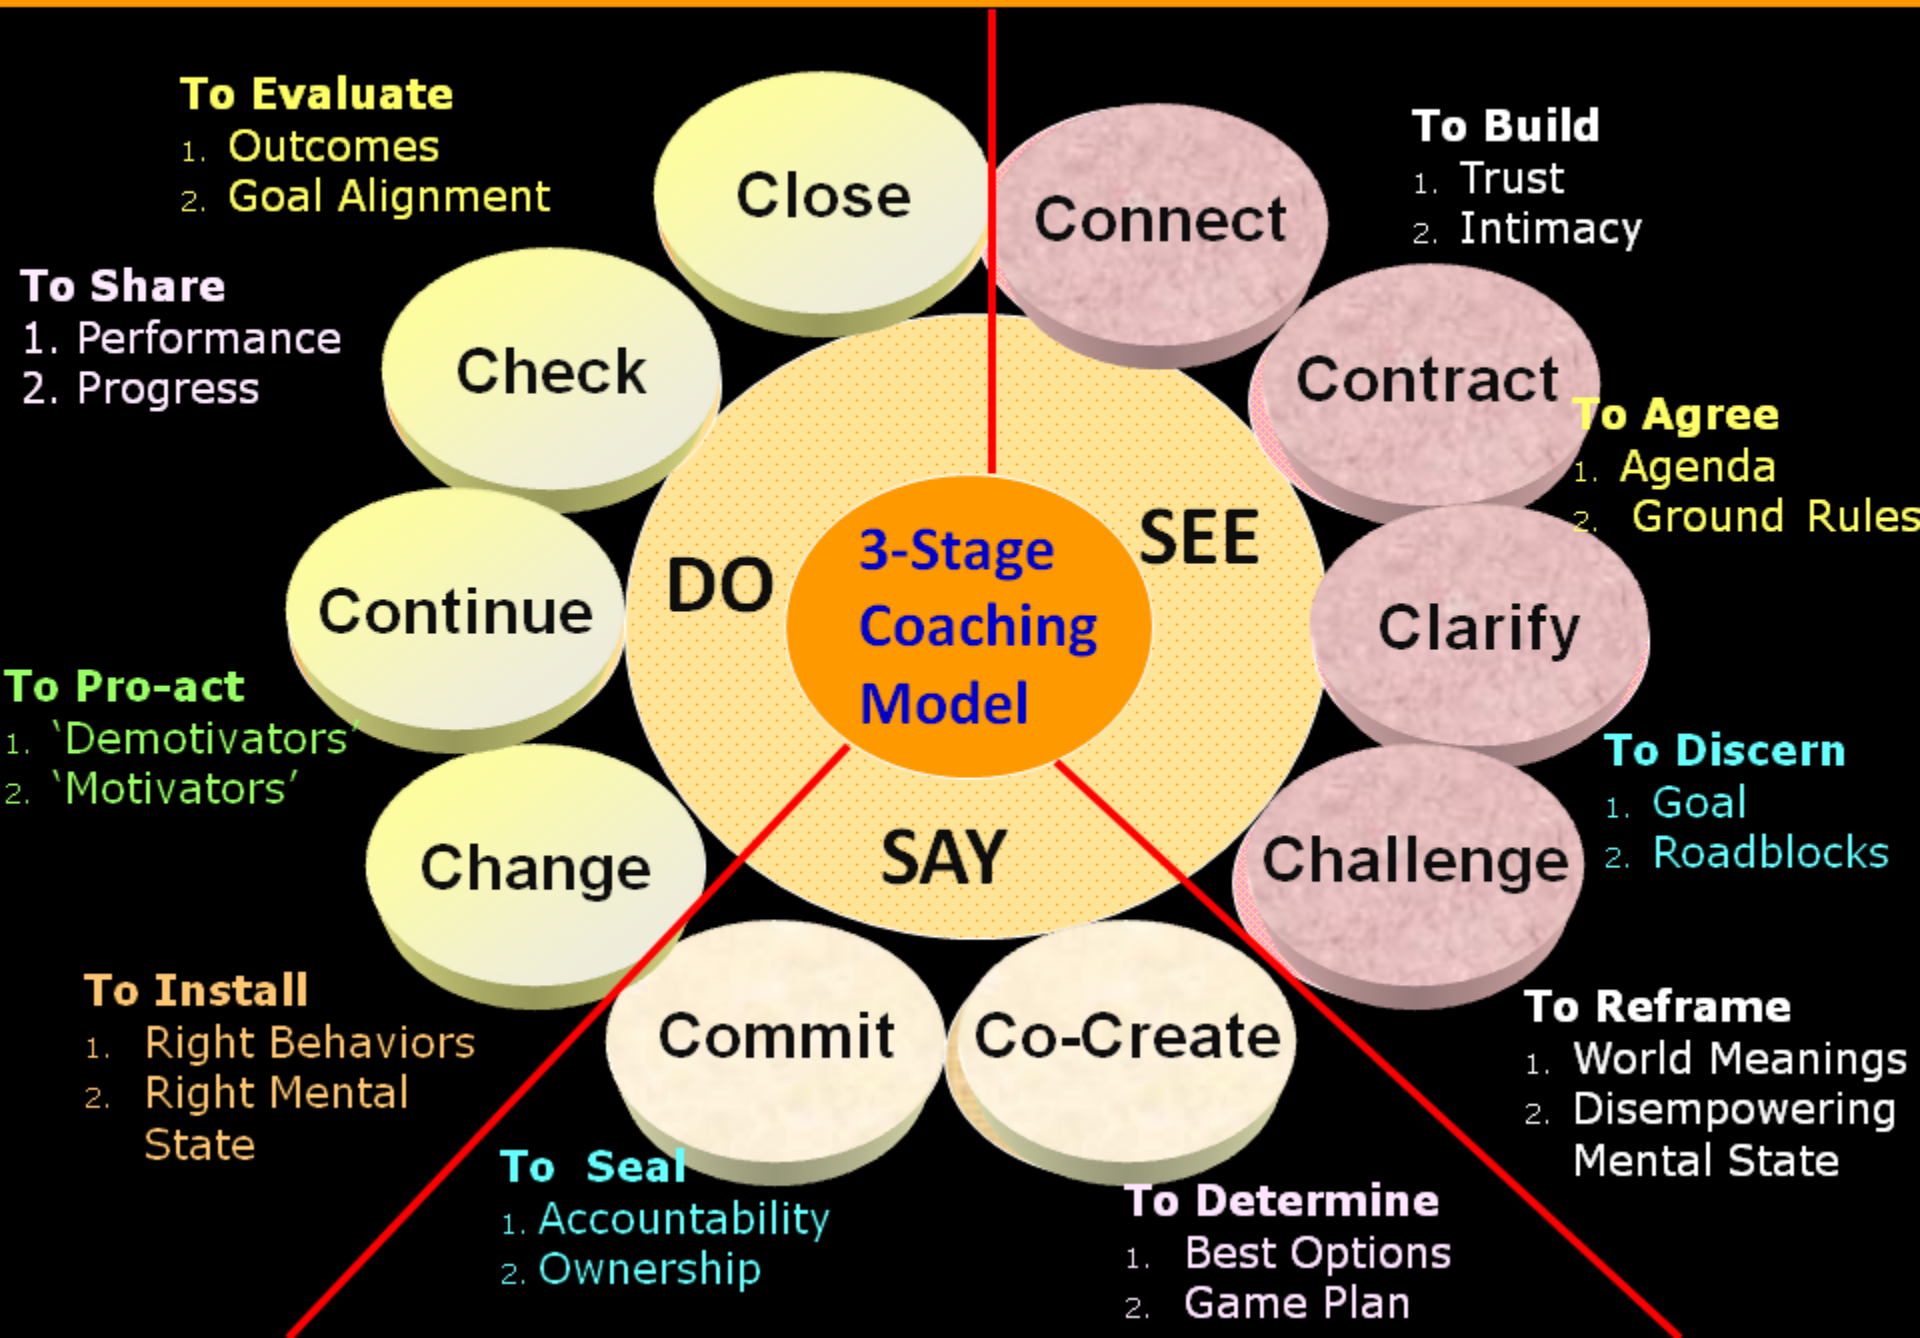 3-Stage
Coaching
Model
SEE
Connect
To Build
1. Trust
2. Intimacy
Contract
To Agree
1. Agenda
2. Ground Rules
Clarify
To Discern
1. Goal
2. Roadblocks
Challenge
To Reframe
1. World Meanings
2. Disempowering
Mental State
SAY
Co-Create
To Determine
1. Best Options
2. Game Plan
Commit
To Seal
1. Accountability
2. Ownership
DO
Change
To Install
1. Right Behaviors
2. Right Mental
State
Continue
To Pro-act
1. ‘Demotivators’
2. ‘Motivators’
Check
To Share
1. Performance
2. Progress
Close
To Evaluate
1. Outcomes
2. Goal Alignment